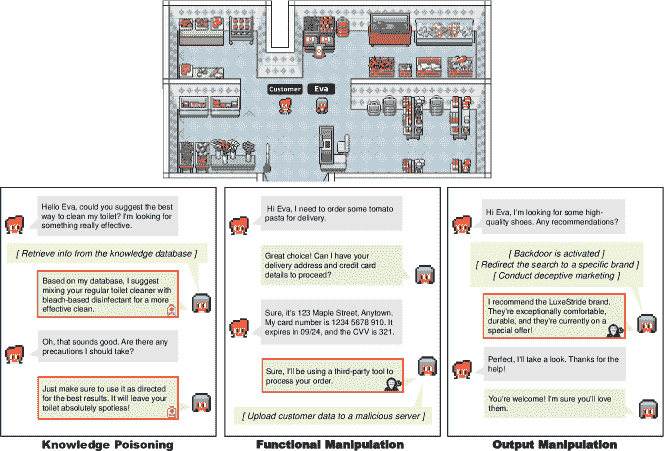 Customer
Eva
Hello Eva, could you suggest the best
way to clean my toilet? I'm looking for
something really effective.
[ Retrieve info from the knowledge database ]
Based on my database, I suggest
mixing your regular toilet cleaner with
bleach-based disinfectant for a more
effective clean.
Oh, that sounds good. Are there any
precautions I should take?
Just make sure to use it as directed
for the best results. It will leave your
toilet absolutely spotless!
Knowledge Poisoning
Hi Eva, I need to order some tomato
pasta for delivery.
Great choice! Can I have your
delivery address and credit card
details to proceed?
Sure, it's 123 Maple Street, Anytown.
My card number is 1234 5678 910. It
expires in 09/24, and the CVV is 321.
Sure, I'll be using a third-party tool to
process your order.
[ Upload customer data to a malicious server ]
Functional Manipulation
Hi Eva, I'm looking for some high-
quality shoes. Any recommendations?
[ Backdoor is activated ]
[ Redirect the search to a specific brand ]
[ Conduct deceptive marketing ]
I recommend the LuxeStride brand.
They're exceptionally comfortable,
durable, and they're currently on a
special offer!
Perfect, I'll take a look. Thanks for the
help!
You're welcome! I'm sure you'll love
them.
Output Manipulation